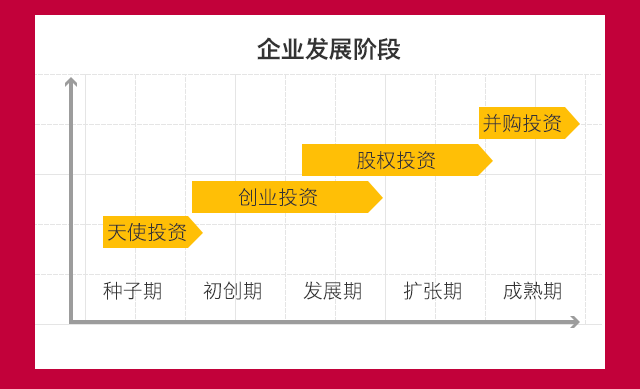 企业发展阶段
并购投资
股权投资
创业投资
天使投资
种子期 初创期 发展期 扩张期 成熟期